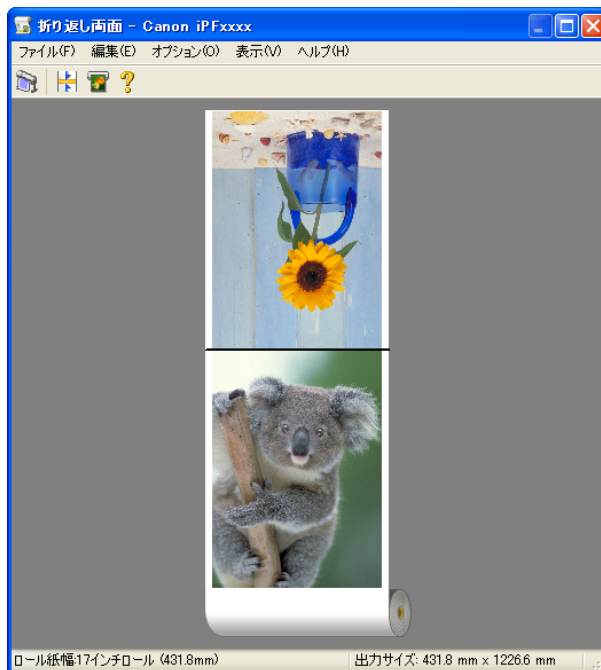 折り返し両面 - Canon iPFxxxx
ファイル(F) 編集(E) オプション(O) 表示(V) ヘルプ(H)
ロール紙幅:17インチロール (431.8mm) 出力サイズ: 431.8 mm x 1226.6 mm